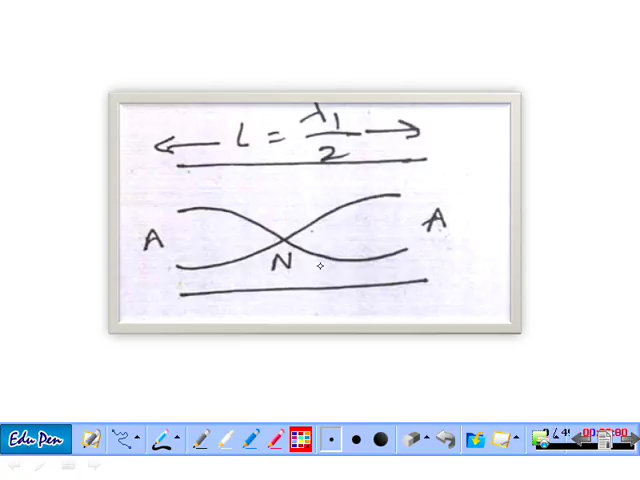 L = λ1/2
A
A
N
Edu Pen